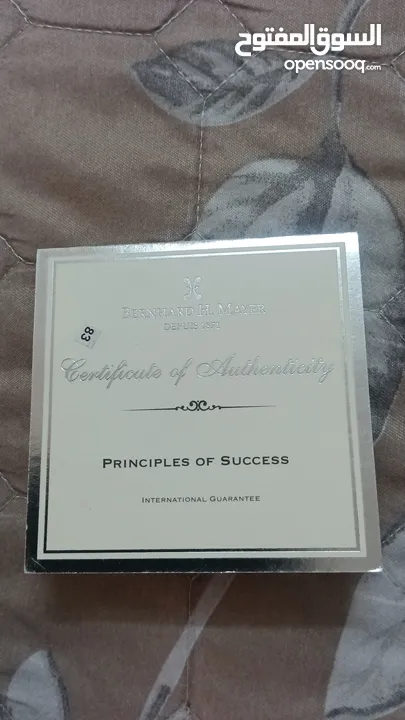 السوق المفتوح
opensooq.com
BERNHARD H. MAYER
DEPUIS 1871
83
Certificate of Authenticity
PRINCIPLES OF SUCCESS
INTERNATIONAL GUARANTEE